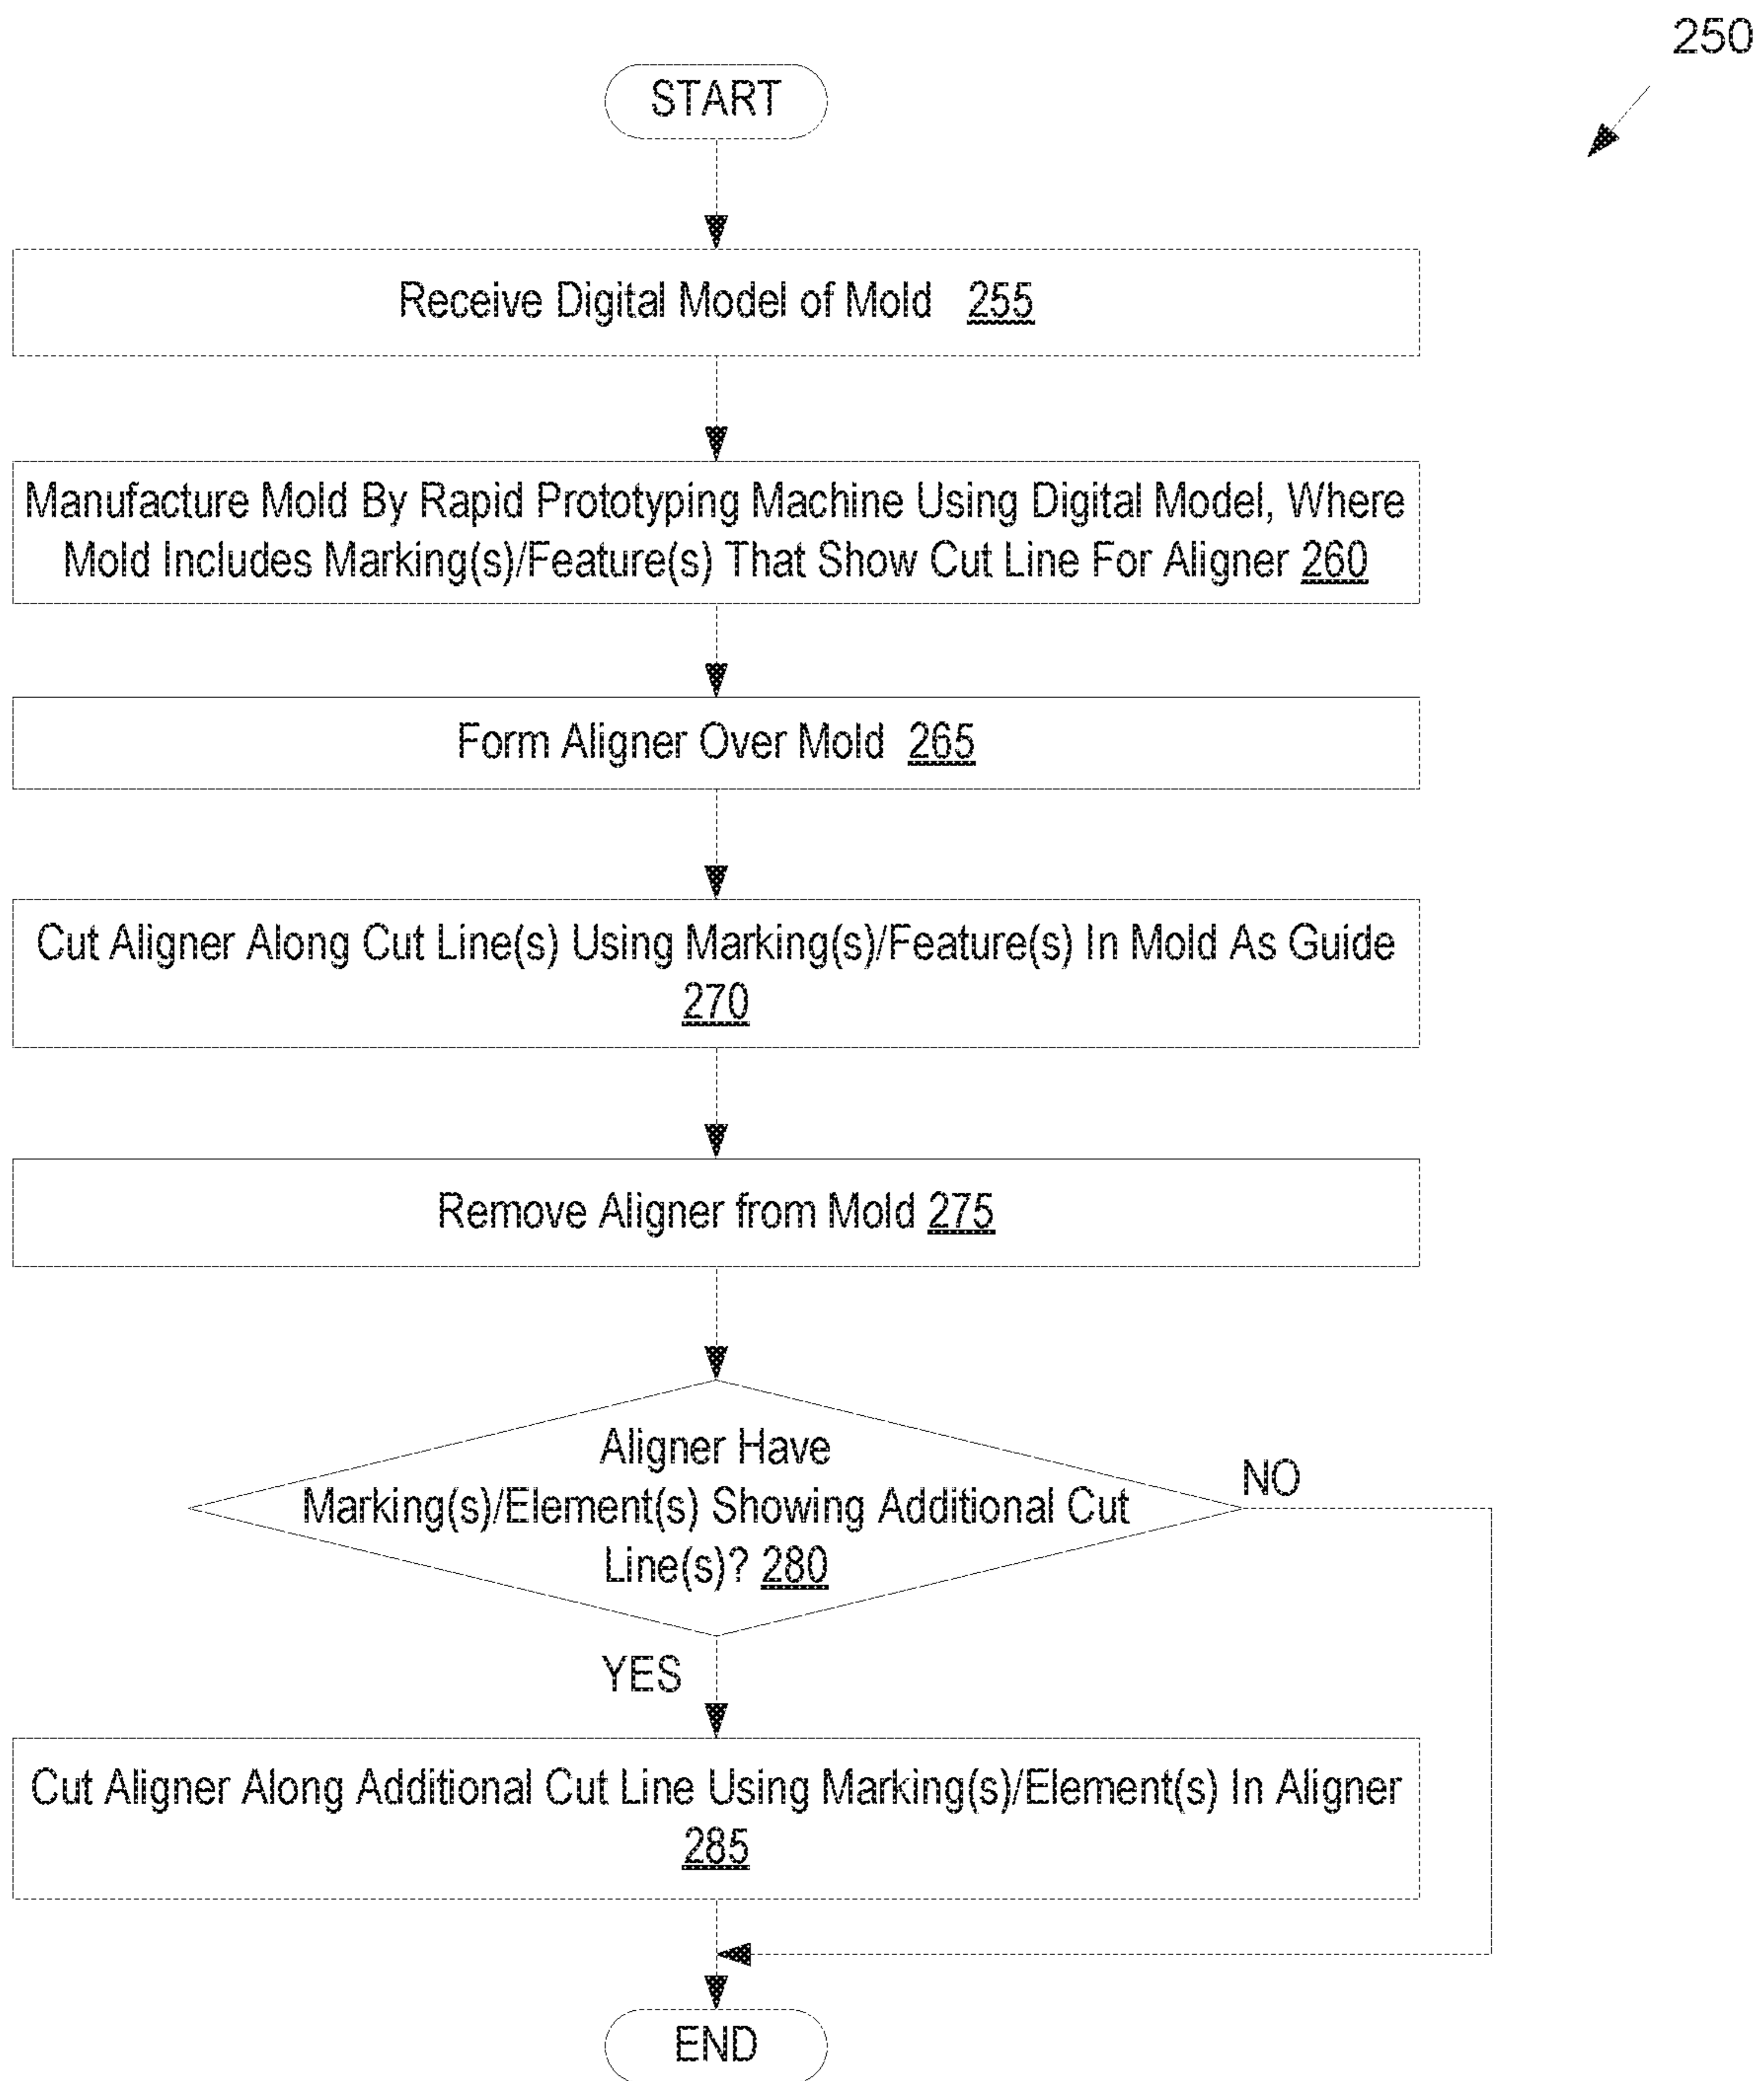 250
START
Receive Digital Model of Mold 255
Manufacture Mold By Rapid Prototyping Machine Using Digital Model, Where
Mold Includes Marking(s)/Feature(s) That Show Cut Line For Aligner 260
Form Aligner Over Mold 265
Cut Aligner Along Cut Line(s) Using Marking(s)/Feature(s) In Mold As Guide
270
Remove Aligner from Mold 275
Aligner Have
Marking(s)/Element(s) Showing Additional Cut
Line(s)? 280
NO
YES
Cut Aligner Along Additional Cut Line Using Marking(s)/Element(s) In Aligner
285
END